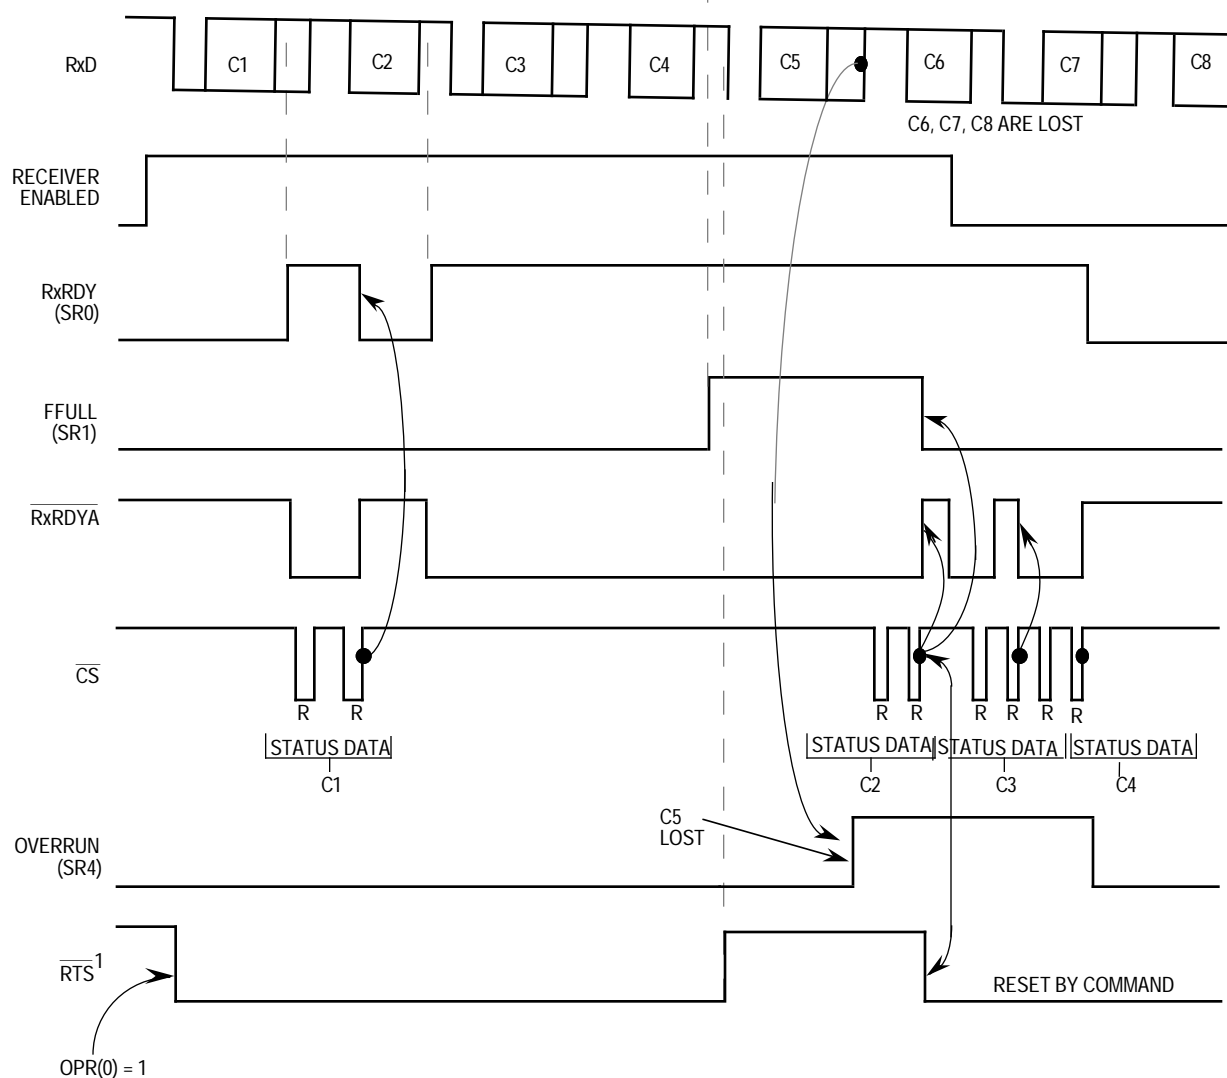 RxD
C1
C2
C3
C4
C5
C6
C7
C8
C6, C7, C8 ARE LOST
RECEIVER
ENABLED
RxRDY
(SR0)
FFULL
(SR1)
RxRDYA
CS
R
R
R
R
R
R
R
R
STATUS DATA
STATUS DATA
STATUS DATA
STATUS DATA
C1
C2
C3
C4
C5
LOST
OVERRUN
(SR4)
RTS1
RESET BY COMMAND
OPR(0) = 1